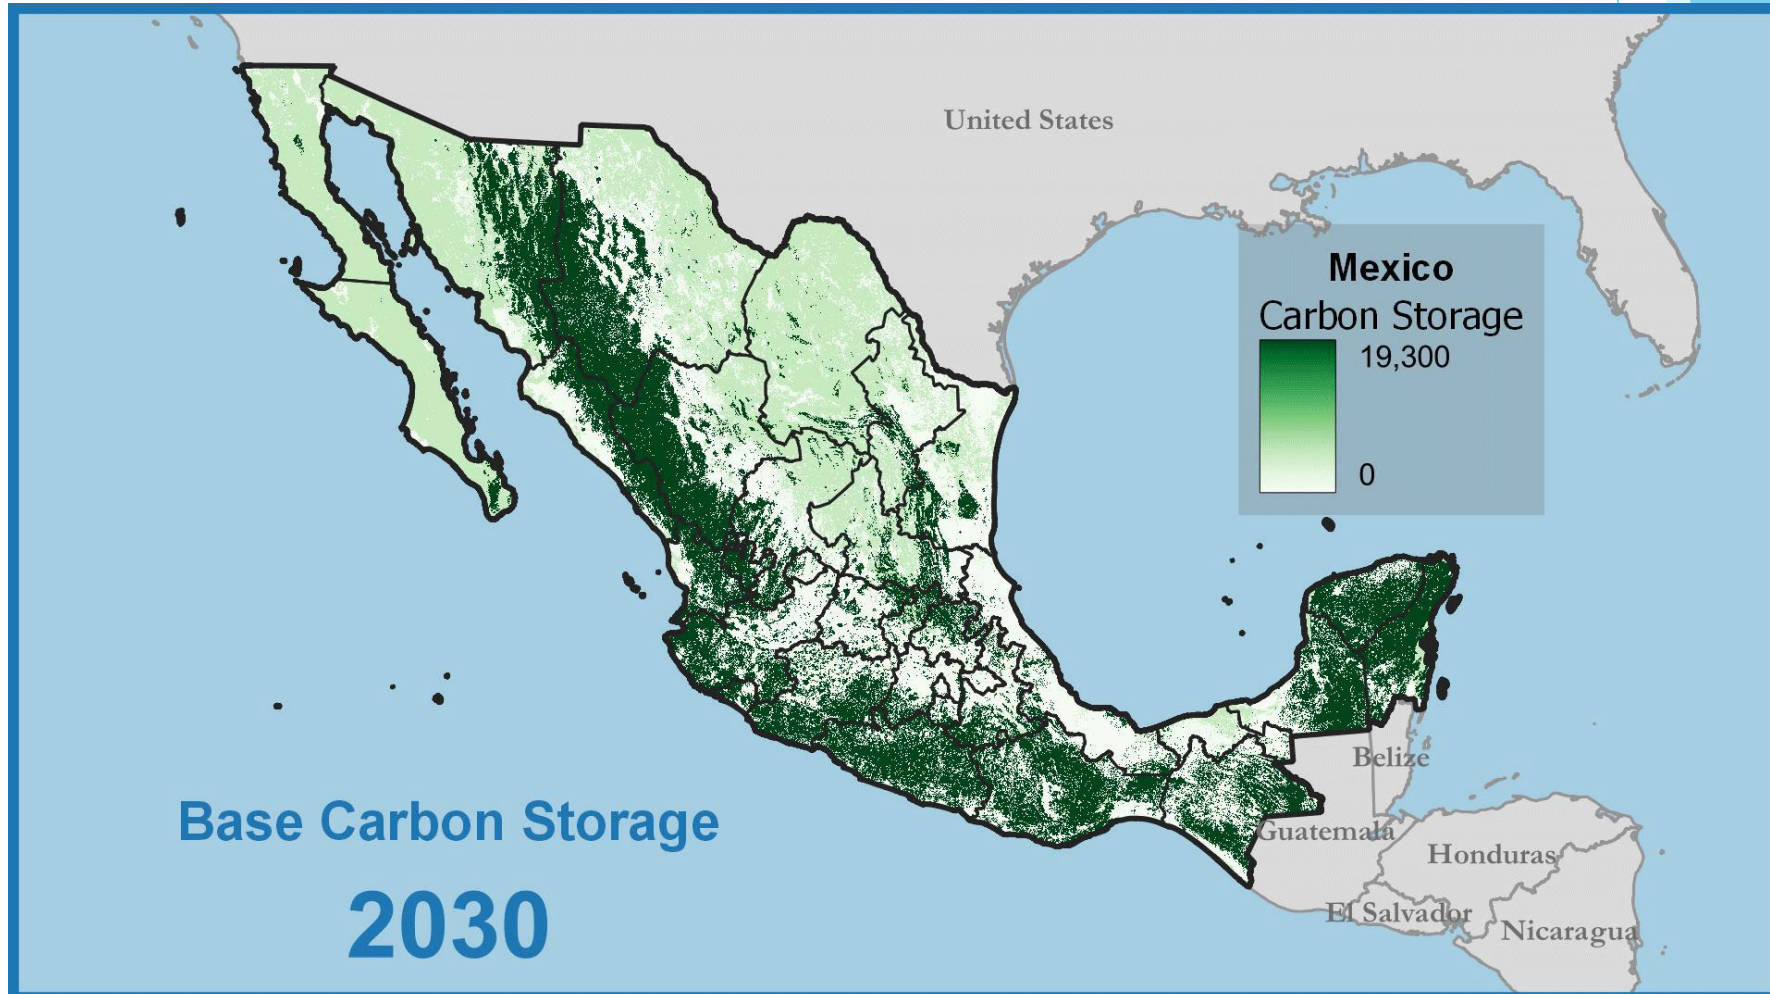 United States
Mexico
Carbon Storage
19,300
0
Belize
Guatemala
Honduras
El Salvador
Nicaragua
Base Carbon Storage
2030